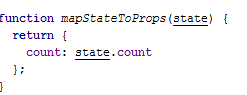 function mapStateToProps(state) {
  return {
    count: state.count
  };
}